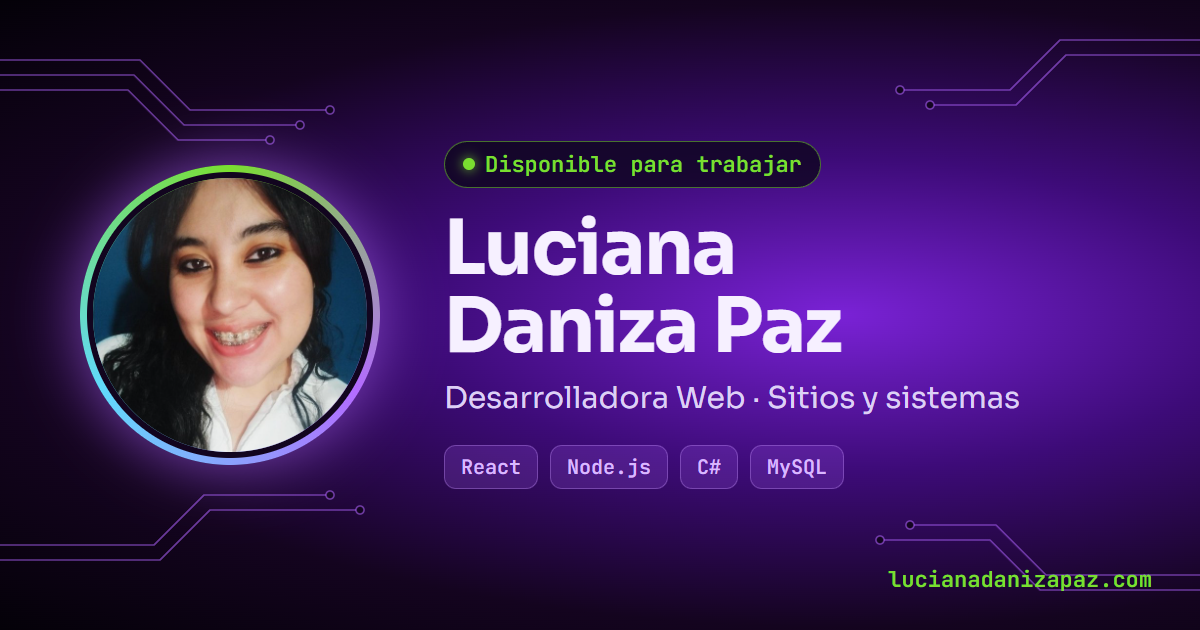 Disponible para trabajar
Luciana
Daniza Paz
Desarrolladora Web · Sitios y sistemas
React Node.js C# MySQL
lucianadanizapaz.com